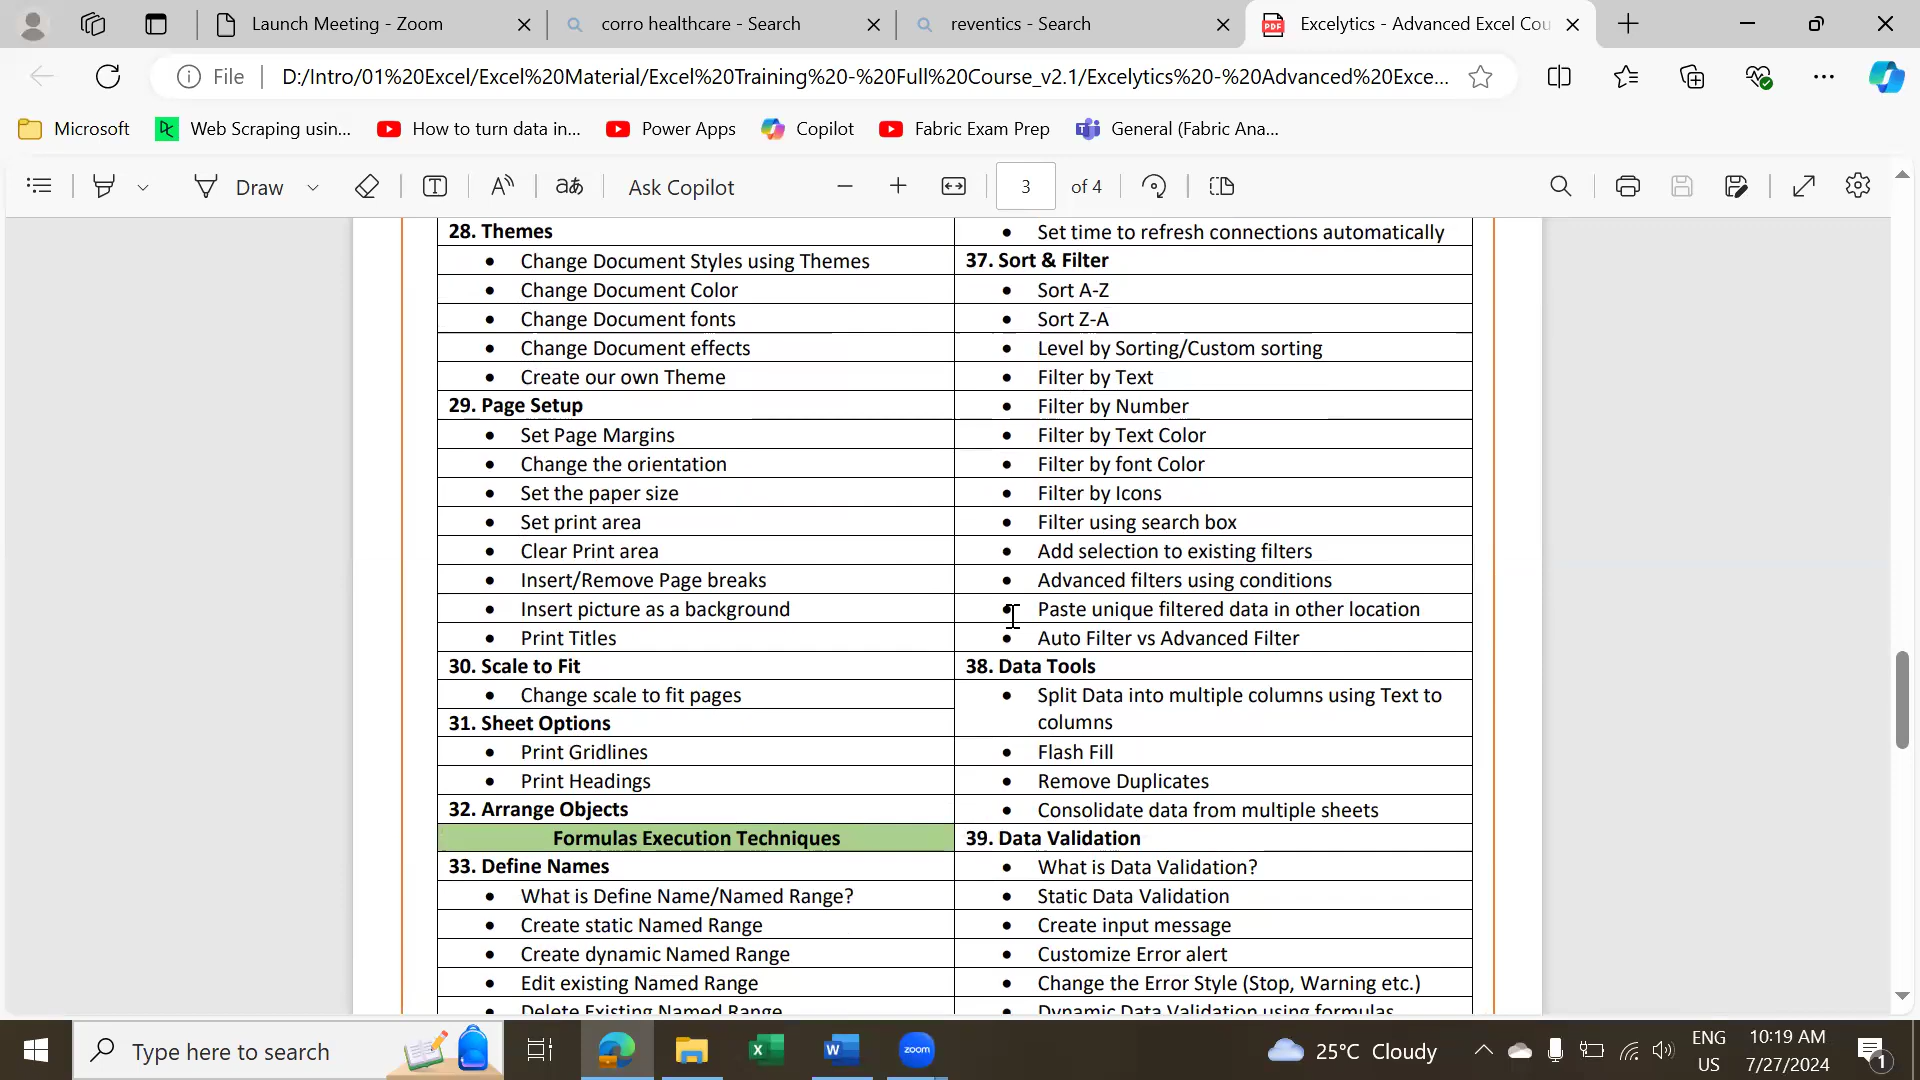 Launch Meeting - Zoom
corro healthcare - Search
reventics - Search
Excelytics - Advanced Excel Cou
File
D:/Intro/01%20Excel/Excel%20Material/Excel%20Training%20-%20Full%20Course_v2.1/Excelytics%20-%20Advanced%20Exce...
Microsoft
Web Scraping usin...
How to turn data in...
Power Apps
Copilot
Fabric Exam Prep
General (Fabric Ana...
Draw
Ask Copilot
3 of 4
28. Themes
• Change Document Styles using Themes
• Change Document Color
• Change Document fonts
• Change Document effects
• Create our own Theme
29. Page Setup
• Set Page Margins
• Change the orientation
• Set the paper size
• Set print area
• Clear Print area
• Insert/Remove Page breaks
• Insert picture as a background
• Print Titles
30. Scale to Fit
• Change scale to fit pages
31. Sheet Options
• Print Gridlines
• Print Headings
32. Arrange Objects
Formulas Execution Techniques
33. Define Names
• What is Define Name/Named Range?
• Create static Named Range
• Create dynamic Named Range
• Edit existing Named Range
• Delete Existing Named Range
• Set time to refresh connections automatically
37. Sort & Filter
• Sort A-Z
• Sort Z-A
• Level by Sorting/Custom sorting
• Filter by Text
• Filter by Number
• Filter by Text Color
• Filter by font Color
• Filter by Icons
• Filter using search box
• Add selection to existing filters
• Advanced filters using conditions
• Paste unique filtered data in other location
• Auto Filter vs Advanced Filter
38. Data Tools
• Split Data into multiple columns using Text to
columns
• Flash Fill
• Remove Duplicates
• Consolidate data from multiple sheets
39. Data Validation
• What is Data Validation?
• Static Data Validation
• Create input message
• Customize Error alert
• Change the Error Style (Stop, Warning etc.)
• Dynamic Data Validation using formulas
Type here to search
zoom
25°C Cloudy
ENG
US
10:19 AM
7/27/2024
1